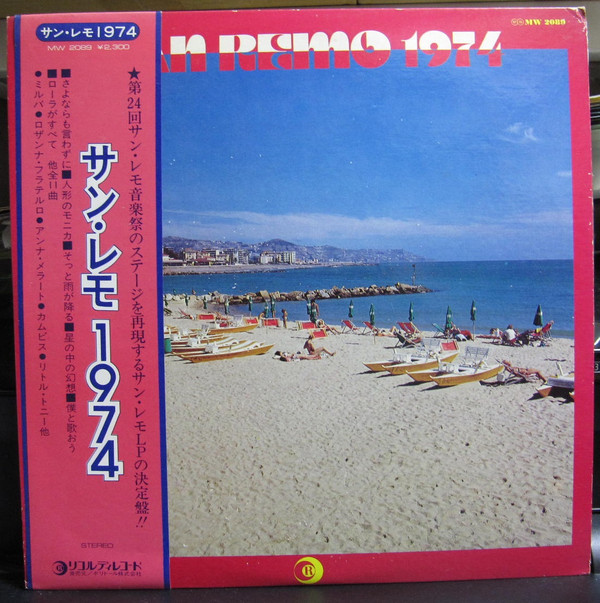 サン・レモ1974
MW 2089 ¥2,300
★第24回サン・レモ音楽祭のステージを再現するサン・レモLPの決定盤!!
サン・レモ 1974
■さよならも言わずに■人形のモニカ■そっと雨が降る■星の中の幻想■僕と歌おう
■ローラがすべて 他全11曲
●ミルバ●ロザンナ・フラテルロ●アンナ・メラート●カムビス●リトル・トニー他
STEREO
リコルディレコード
AN REMO 1974
MW 2089
R